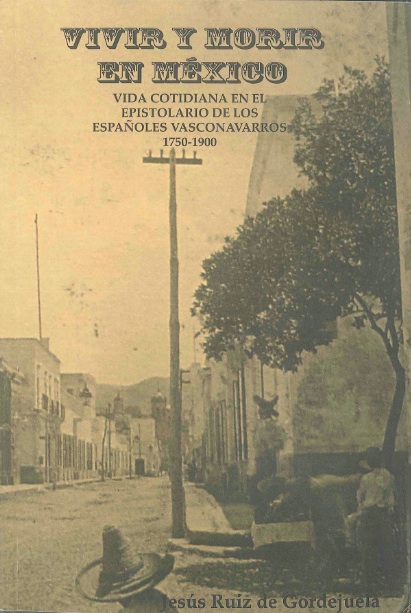 VIVIR Y MORIR
EN MÉXICO
VIDA COTIDIANA EN EL
EPISTOLARIO DE LOS
ESPAÑOLES VASCONAVARROS
1750-1900
Jesús Ruiz de Gordejuela